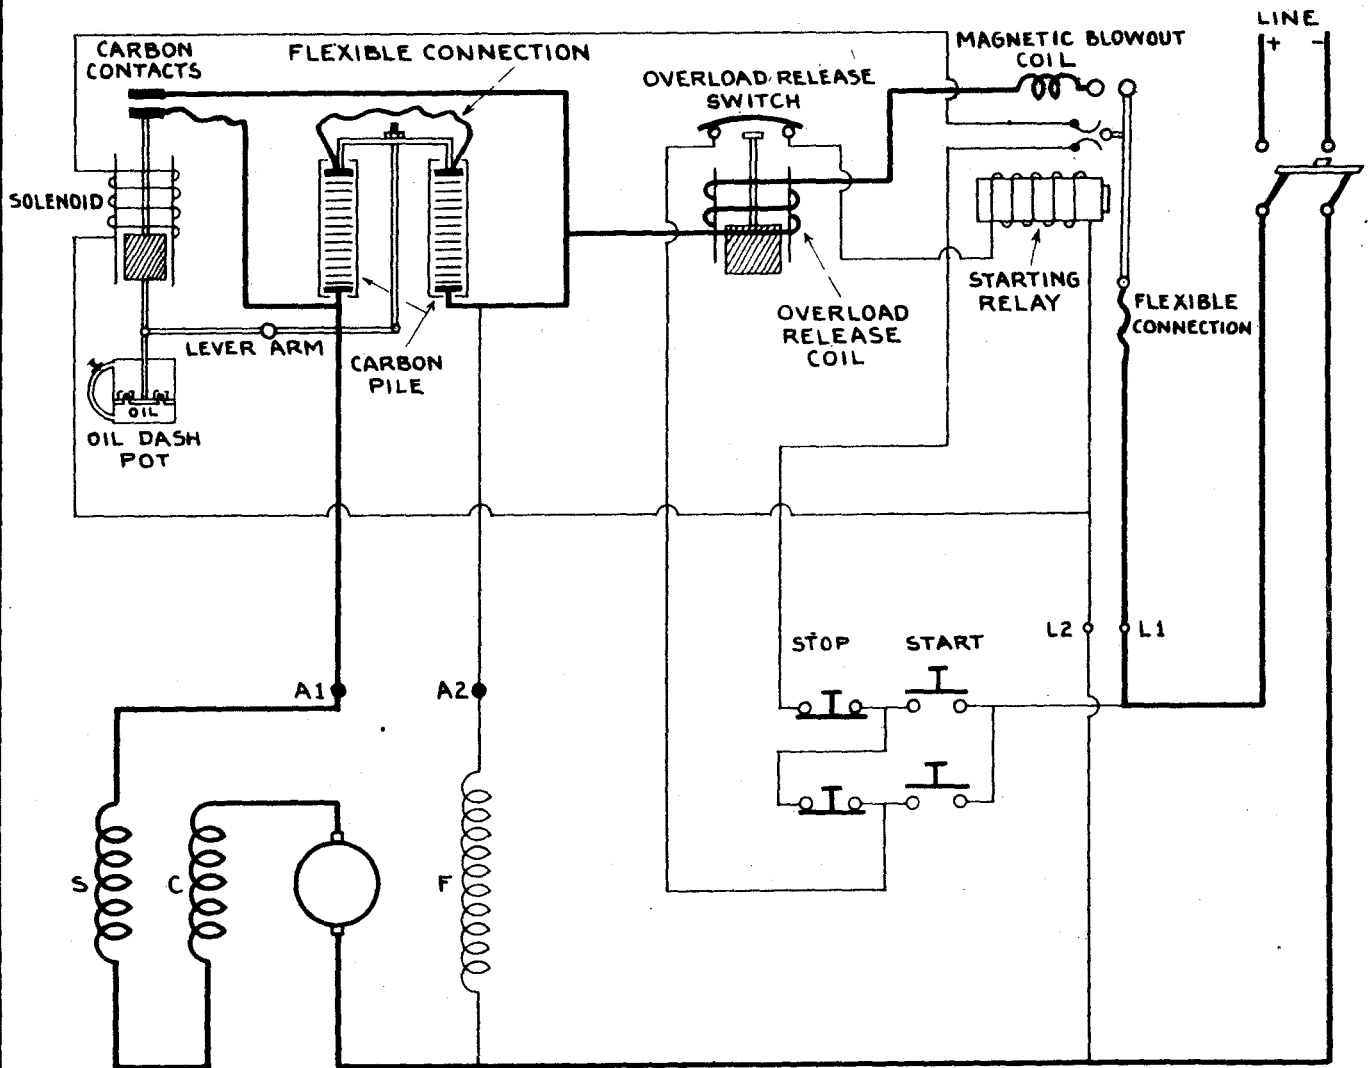 LINE
+ -
CARBON
CONTACTS
FLEXIBLE CONNECTION
OVERLOAD RELEASE
SWITCH
MAGNETIC BLOWOUT
COIL
SOLENOID
STARTING
RELAY
FLEXIBLE
CONNECTION
OVERLOAD
RELEASE
COIL
LEVER ARM
CARBON
PILE
OIL
OIL DASH
POT
L2
L1
STOP
START
A1
A2
S
C
F